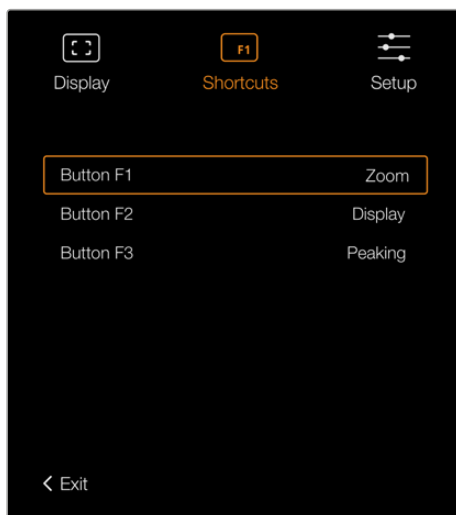 F1
Display Shortcuts Setup
Button F1 Zoom
Button F2 Display
Button F3 Peaking
Exit